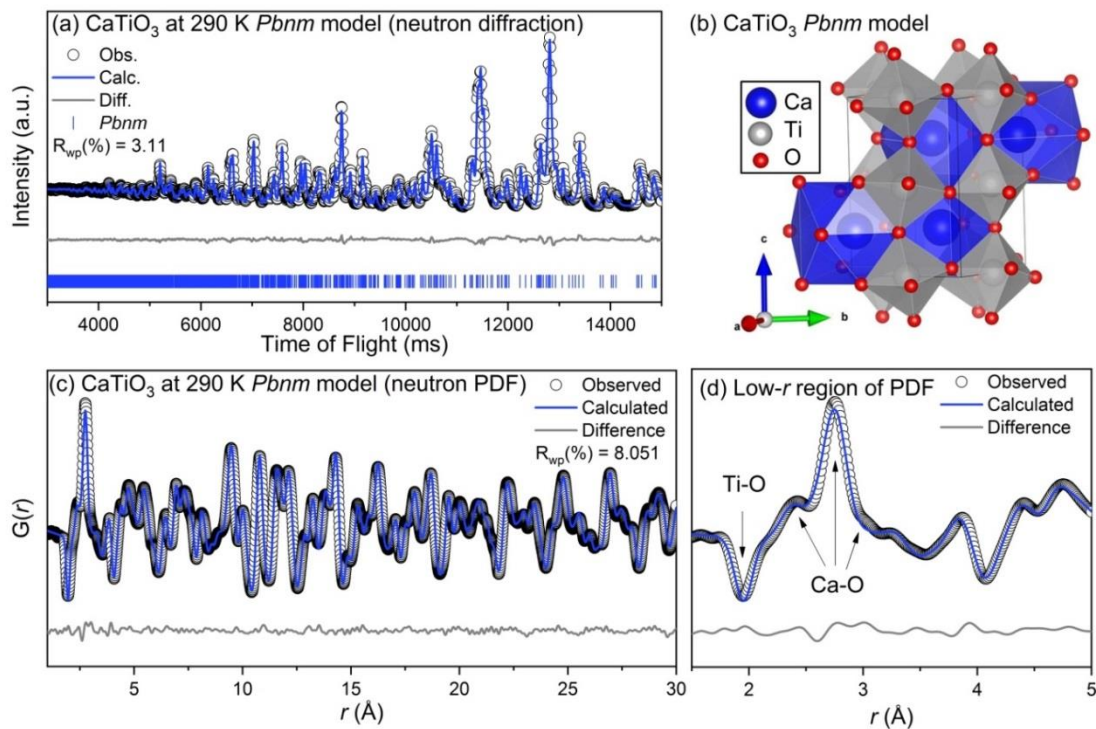 (a) CaTiO3 at 290 K Pbnm model (neutron diffraction)
Obs.
Calc.
Diff.
Pbnm
Rwp(%) = 3.11
Intensity (a.u.)
4000 6000 8000 10000 12000 14000
Time of Flight (ms)
(b) CaTiO3 Pbnm model
Ca
Ti
O
c
a
b
(c) CaTiO3 at 290 K Pbnm model (neutron PDF)
Observed
Calculated
Difference
Rwp(%) = 8.051
G(r)
5 10 15 20 25 30
r (Å)
(d) Low-r region of PDF
Observed
Calculated
Difference
Ti-O
Ca-O
2 3 4 5
r (Å)